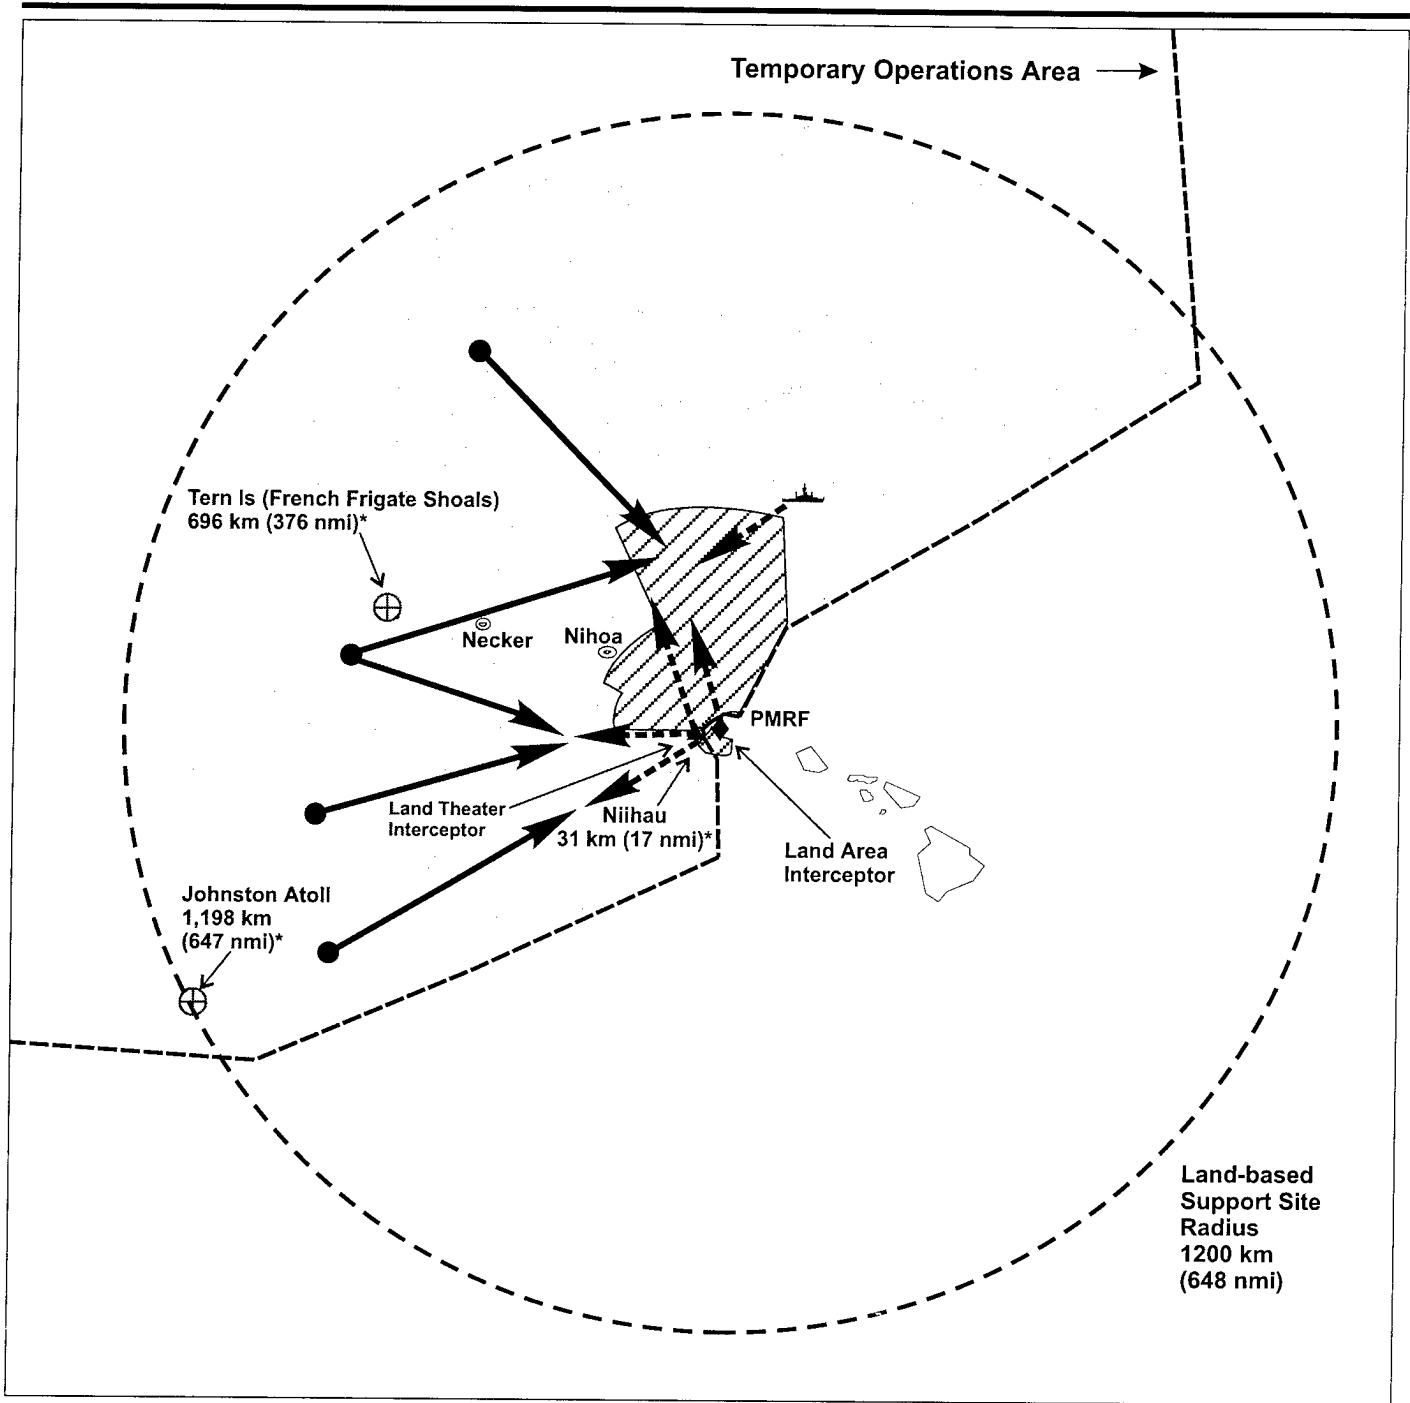 Temporary Operations Area
Tern Is (French Frigate Shoals)
696 km (376 nmi)*
Necker
Nihoa
PMRF
Land Theater
Interceptor
Niihau
31 km (17 nmi)*
Land Area
Interceptor
Johnston Atoll
1,198 km
(647 nmi)*
Land-based
Support Site
Radius
1200 km
(648 nmi)